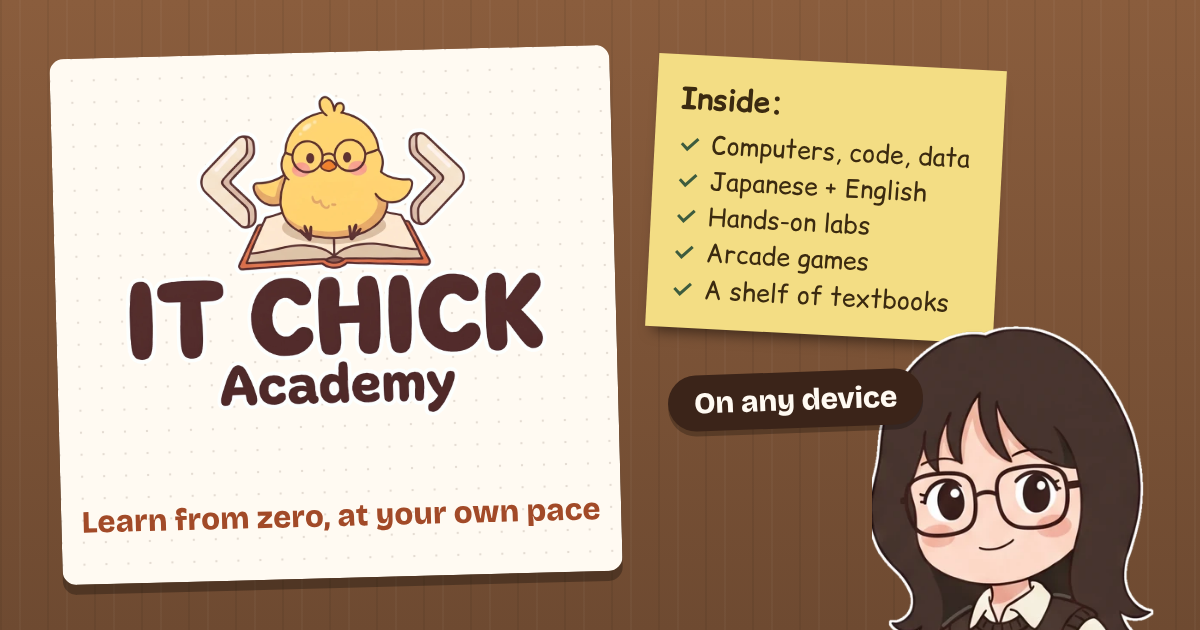 IT CHICK
Academy
Learn from zero, at your own pace
Inside:
Computers, code, data
Japanese + English
Hands-on labs
Arcade games
A shelf of textbooks
On any device